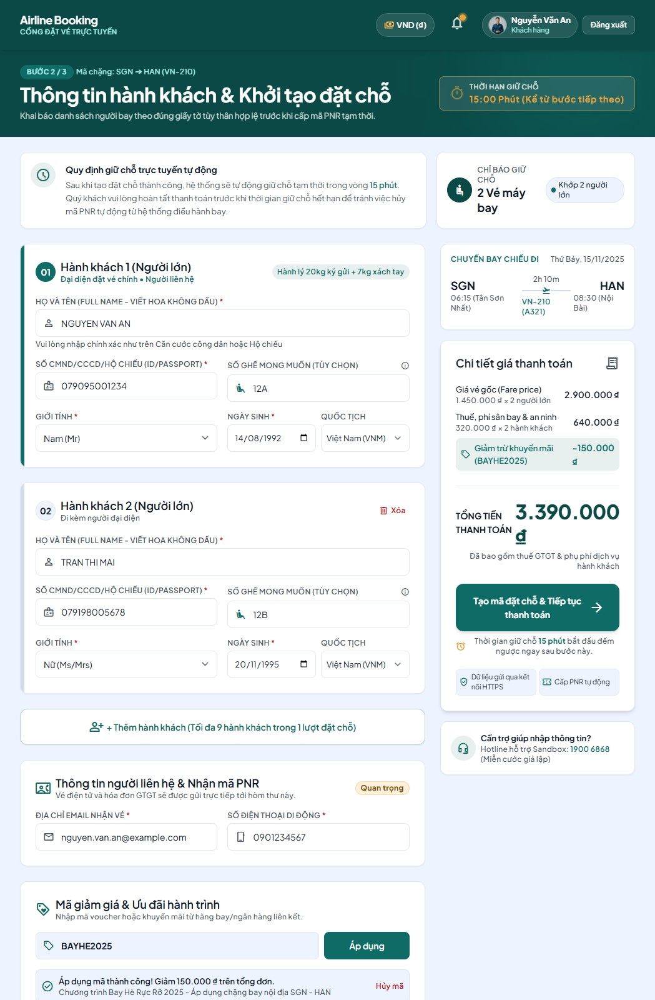 Airline Booking
CỔNG ĐẶT VÉ TRỰC TUYẾN
VND (₫)
Nguyễn Văn An
Khách hàng
Đăng xuất
BƯỚC 2 / 3
Mã chặng: SGN ➔ HAN (VN-210)
Thông tin hành khách & Khởi tạo đặt chỗ
Khai báo danh sách người bay theo đúng giấy tờ tùy thân hợp lệ trước khi cấp mã PNR tạm thời.
THỜI HẠN GIỮ CHỖ
15:00 Phút (Kể từ bước tiếp theo)
Quy định giữ chỗ trực tuyến tự động
Sau khi tạo đặt chỗ thành công, hệ thống sẽ tự động giữ chỗ tạm thời trong vòng 15 phút.
Quý khách vui lòng hoàn tất thanh toán trước khi thời gian giữ chỗ hết hạn để tránh việc hủy
mã PNR tự động từ hệ thống điều hành bay.
CHỈ BÁO GIỮ
CHỖ
2 Vé máy
bay
Khớp 2 người
lớn
01
Hành khách 1 (Người lớn)
Đại diện đặt vé chính • Người liên hệ
Hành lý 20kg ký gửi + 7kg xách tay
HỌ VÀ TÊN (FULL NAME - VIẾT HOA KHÔNG DẤU) *
NGUYEN VAN AN
Vui lòng nhập chính xác như trên Căn cước công dân hoặc Hộ chiếu
SỐ CMND/CCCD/HỘ CHIẾU (ID/PASSPORT) *
079095001234
SỐ GHẾ MONG MUỐN (TÙY CHỌN)
12A
GIỚI TÍNH *
Nam (Mr)
NGÀY SINH *
14/08/1992
QUỐC TỊCH
Việt Nam (VNM)
02
Hành khách 2 (Người lớn)
Đi kèm người đại diện
Xóa
HỌ VÀ TÊN (FULL NAME - VIẾT HOA KHÔNG DẤU) *
TRAN THI MAI
SỐ CMND/CCCD/HỘ CHIẾU (ID/PASSPORT) *
079198005678
SỐ GHẾ MONG MUỐN (TÙY CHỌN)
12B
GIỚI TÍNH *
Nữ (Ms/Mrs)
NGÀY SINH *
20/11/1995
QUỐC TỊCH
Việt Nam (VNM)
+ Thêm hành khách (Tối đa 9 hành khách trong 1 lượt đặt chỗ)
Thông tin người liên hệ & Nhận mã PNR
Vé điện tử và hóa đơn GTGT sẽ được gửi trực tiếp tới hòm thư này.
Quan trọng
ĐỊA CHỈ EMAIL NHẬN VÉ *
nguyen.van.an@example.com
SỐ ĐIỆN THOẠI DI ĐỘNG *
0901234567
Mã giảm giá & Ưu đãi hành trình
Nhập mã voucher hoặc khuyến mãi từ hãng bay/ngân hàng liên kết.
BAYHE2025
Áp dụng
Áp dụng mã thành công! Giảm 150.000 ₫ trên tổng đơn.
Chương trình Bay Hè Rực Rỡ 2025 - Áp dụng chặng bay nội địa SGN - HAN
Hủy mã
CHUYẾN BAY CHIỀU ĐI
Thứ Bảy, 15/11/2025
SGN
06:15 (Tân Sơn
Nhất)
2h 10m
VN-210
(A321)
HAN
08:30 (Nội
Bài)
Chi tiết giá thanh toán
Giá vé gốc (Fare price)
1.450.000 ₫ × 2 người lớn
2.900.000 ₫
Thuế, phí sân bay & an ninh
320.000 ₫ × 2 hành khách
640.000 ₫
Giảm trừ khuyến mãi
(BAYHE2025)
-150.000
₫
TỔNG TIỀN
THANH TOÁN
3.390.000
₫
Đã bao gồm thuế GTGT & phụ phí dịch vụ
hành khách
Tạo mã đặt chỗ & Tiếp tục
thanh toán
Thời gian giữ chỗ 15 phút bắt đầu đếm
ngược ngay sau bước này.
Dữ liệu gửi qua kết
nối HTTPS
Cấp PNR tự động
Cần trợ giúp nhập thông tin?
Hotline hỗ trợ Sandbox: 1900 6868
(Miễn cước giả lập)